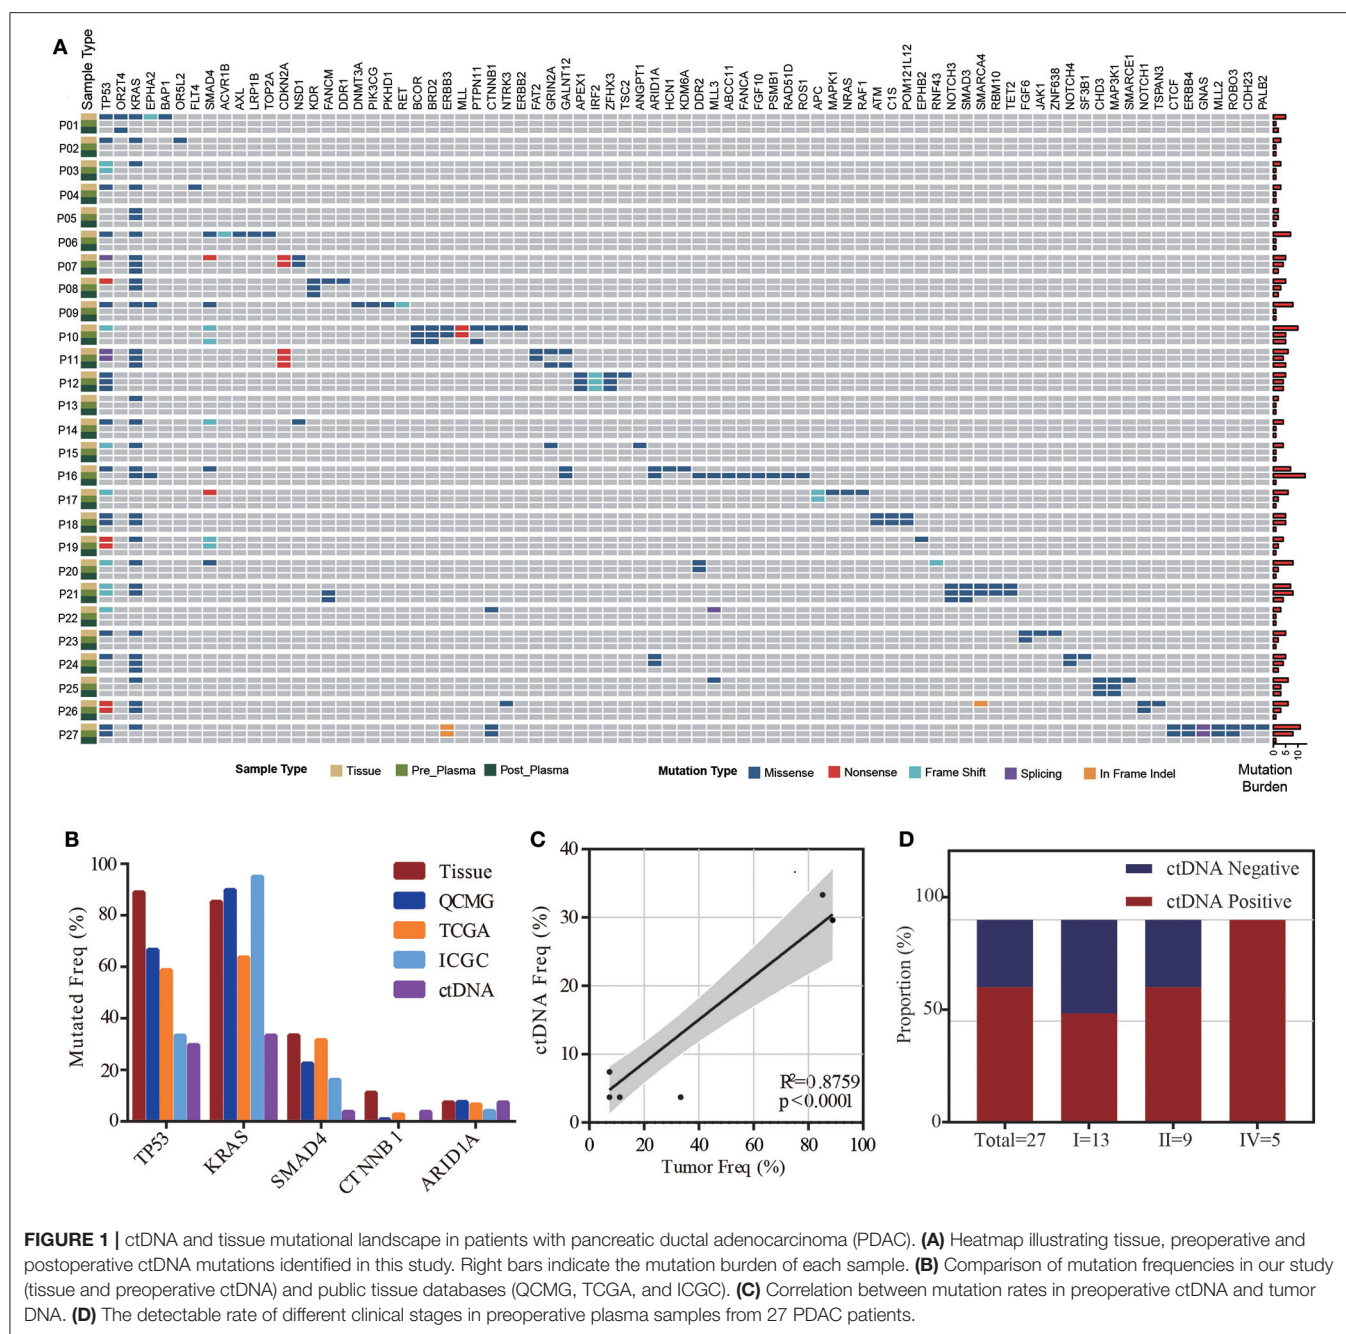 A
Sample Type TP53 OR2T4 KRAS EPHA2 BAP1 OR5L2 FLT4 SMAD4 ACVR1B AXL LRP1B TOP2A CDKN2A NSD1 KDR FANCM DDR1 DNMT3A PIK3CG PKHD1 RET BCOR BRD2 ERBB3 MLL PTPN11 CTNNB1 NTRK3 ERBB2 FAT2 GRIN2A GALNT12 APEX1 IRF2 ZFHX3 TSC2 ANGPT1 ARID1A HCN1 KDM6A DDR2 MLL3 ABCC11 FANCA FGF10 PSMB1 RAD51D ROS1 APC MAPK1 NRAS RAF1 ATM C1S POM121L12 EPHB2 RNF43 NOTCH3 SMAD3 SMARCA4 RBM10 TET2 FGF6 JAK1 ZNF638 NOTCH4 SF3B1 CHD3 MAP3K1 SMARCE1 NOTCH1 TSPAN3 CTCF ERBB4 GNAS MLL2 ROBO3 CDH23 PALB2
P01
P02
P03
P04
P05
P06
P07
P08
P09
P10
P11
P12
P13
P14
P15
P16
P17
P18
P19
P20
P21
P22
P23
P24
P25
P26
P27
0 5 10
Mutation
Burden
Sample Type Tissue Pre_Plasma Post_Plasma
Mutation Type Missense Nonsense Frame Shift Splicing In Frame Indel
B
Mutated Freq (%)
100
80
60
40
20
0
TP53 KRAS SMAD4 CTNNB1 ARID1A
Tissue
QCMG
TCGA
ICGC
ctDNA
C
ctDNA Freq (%)
40
30
20
10
0
0 20 40 60 80 100
Tumor Freq (%)
R²=0.8759
p<0.0001
D
ctDNA Negative
ctDNA Positive
Proportion (%)
100
50
0
Total=27 I=13 II=9 IV=5
FIGURE 1 | ctDNA and tissue mutational landscape in patients with pancreatic ductal adenocarcinoma (PDAC). (A) Heatmap illustrating tissue, preoperative and
postoperative ctDNA mutations identified in this study. Right bars indicate the mutation burden of each sample. (B) Comparison of mutation frequencies in our study
(tissue and preoperative ctDNA) and public tissue databases (QCMG, TCGA, and ICGC). (C) Correlation between mutation rates in preoperative ctDNA and tumor
DNA. (D) The detectable rate of different clinical stages in preoperative plasma samples from 27 PDAC patients.